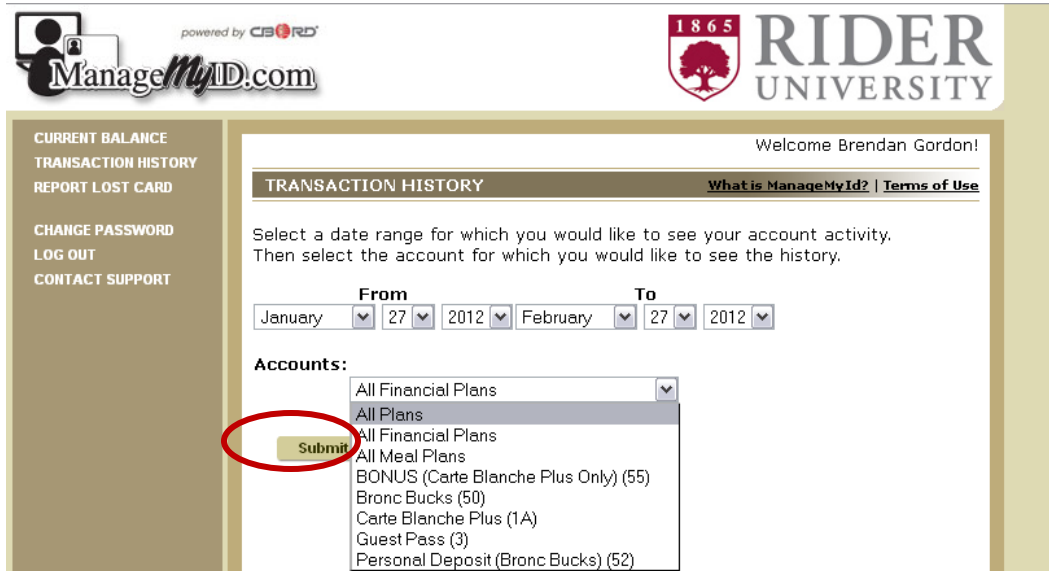 powered by CBORD
ManageMyID.com
1865
RIDER
UNIVERSITY
CURRENT BALANCE
TRANSACTION HISTORY
REPORT LOST CARD
CHANGE PASSWORD
LOG OUT
CONTACT SUPPORT
Welcome Brendan Gordon!
TRANSACTION HISTORY What is ManageMyId? | Terms of Use
Select a date range for which you would like to see your account activity.
Then select the account for which you would like to see the history.
From To
January 27 2012 February 27 2012
Accounts:
All Financial Plans
All Plans
All Financial Plans
Submit
All Meal Plans
BONUS (Carte Blanche Plus Only) (55)
Bronc Bucks (50)
Carte Blanche Plus (1A)
Guest Pass (3)
Personal Deposit (Bronc Bucks) (52)